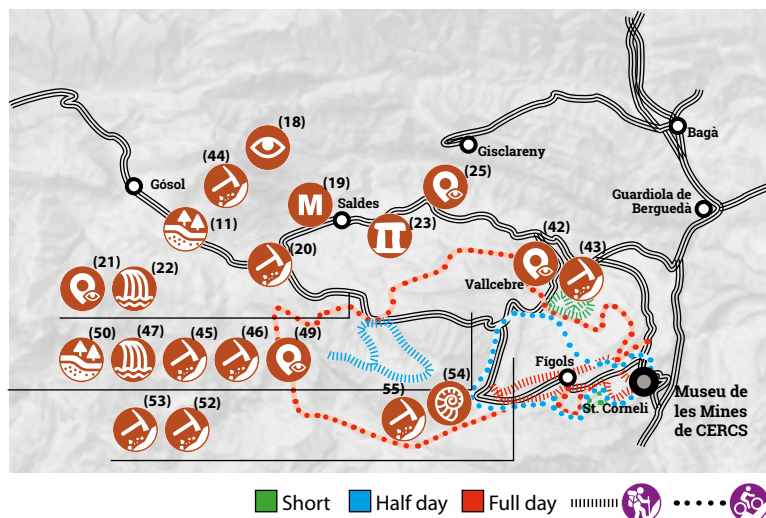 (18)
(44)
Gisclareny
Bagà
(25)
Gósol
(19)
M
Saldes
Guardiola de
Berguedà
(11)
(23)
(42)
(20)
(43)
(21)
(22)
Vallcebre
(50)
(47)
(45)
(46)
(49)
Fígols
(54)
Museu de
les Mines
de CERCS
(53)
(52)
55)
St. Corneli
Short
Half day
Full day